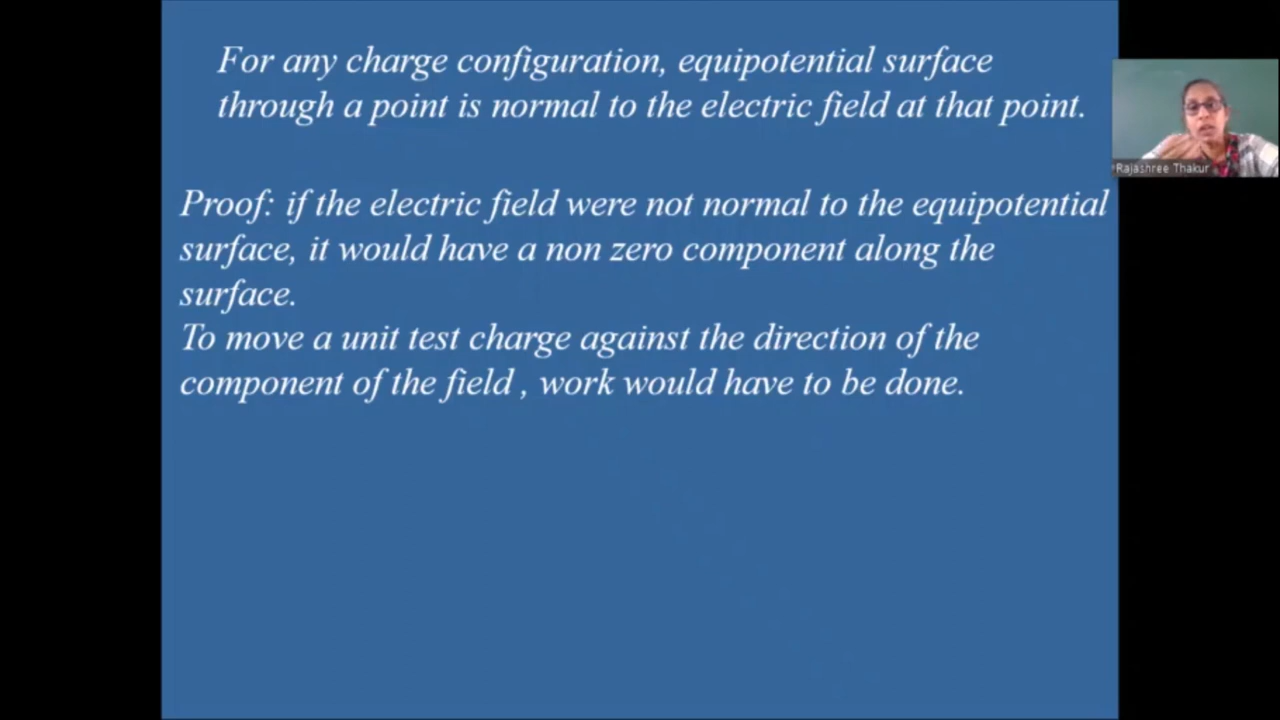 For any charge configuration, equipotential surface
through a point is normal to the electric field at that point.
Proof: if the electric field were not normal to the equipotential
surface, it would have a non zero component along the
surface.
To move a unit test charge against the direction of the
component of the field , work would have to be done.
Rajashree Thakur